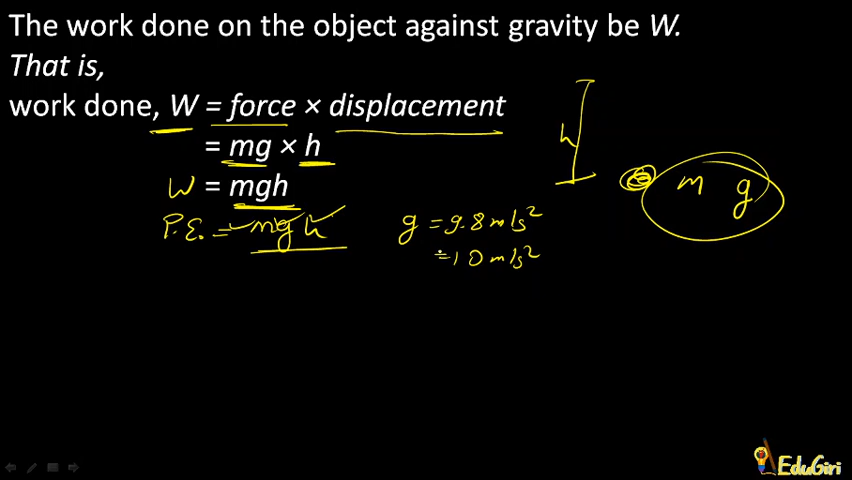 The work done on the object against gravity be W.
That is,
work done, W = force × displacement
= mg × h
h
W = mgh
m g
P.E. = mgh
g = 9.8 m/s²
≐ 10 m/s²
EduGiri